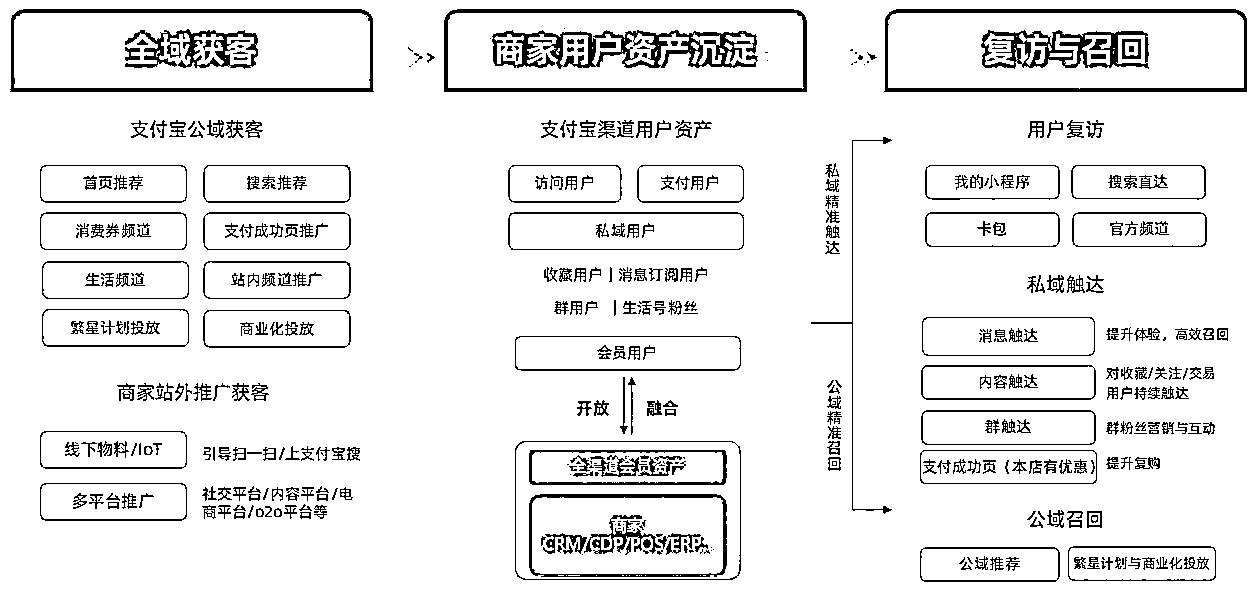 全域获客
支付宝公域获客
首页推荐
搜索推荐
消费券频道
支付成功页推广
生活频道
站内频道推广
繁星计划投放
商业化投放
商家站外推广获客
线下物料/IoT
引导扫一扫/上支付宝搜
多平台推广
社交平台/内容平台/电
商平台/o2o平台等
商家用户资产沉淀
支付宝渠道用户资产
访问用户
支付用户
私域用户
收藏用户 | 消息订阅用户
群用户 | 生活号粉丝
会员用户
开放
融合
全渠道会员资产
商家
CRM/CDP/POS/ERP...
私域精准触达
公域精准召回
复访与召回
用户复访
我的小程序
搜索直达
卡包
官方频道
私域触达
消息触达
提升体验，高效召回
内容触达
对收藏/关注/交易
用户持续触达
群触达
群粉丝营销与互动
支付成功页（本店有优惠）
提升复购
公域召回
公域推荐
繁星计划与商业化投放